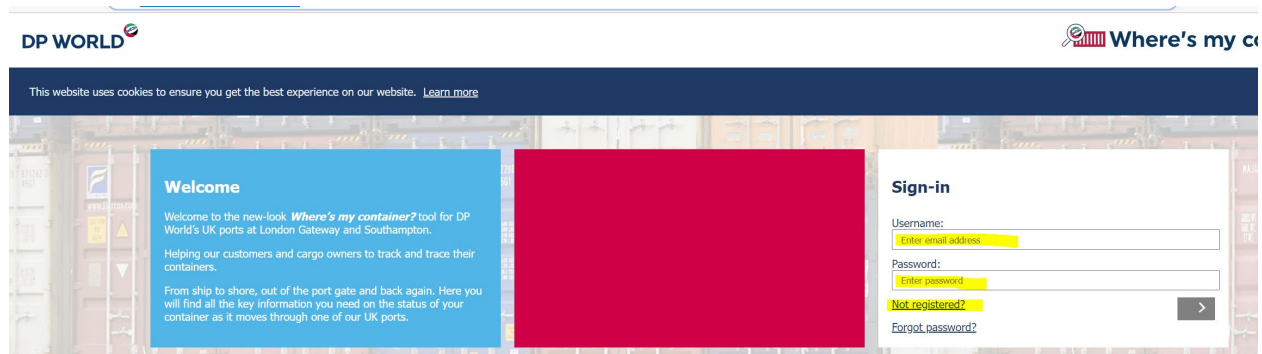 DP WORLD
Where's my
This website uses cookies to ensure you get the best experience on our website. Learn more
Welcome
Welcome to the new-look Where's my container? tool for DP
World's UK ports at London Gateway and Southampton.
Helping our customers and cargo owners to track and trace their
containers.
From ship to shore, out of the port gate and back again. Here you
will find all the key information you need on the status of your
container as it moves through one of our UK ports.
Sign-in
Username:
Enter email address
Password:
Enter password
Not registered?
Forgot password?